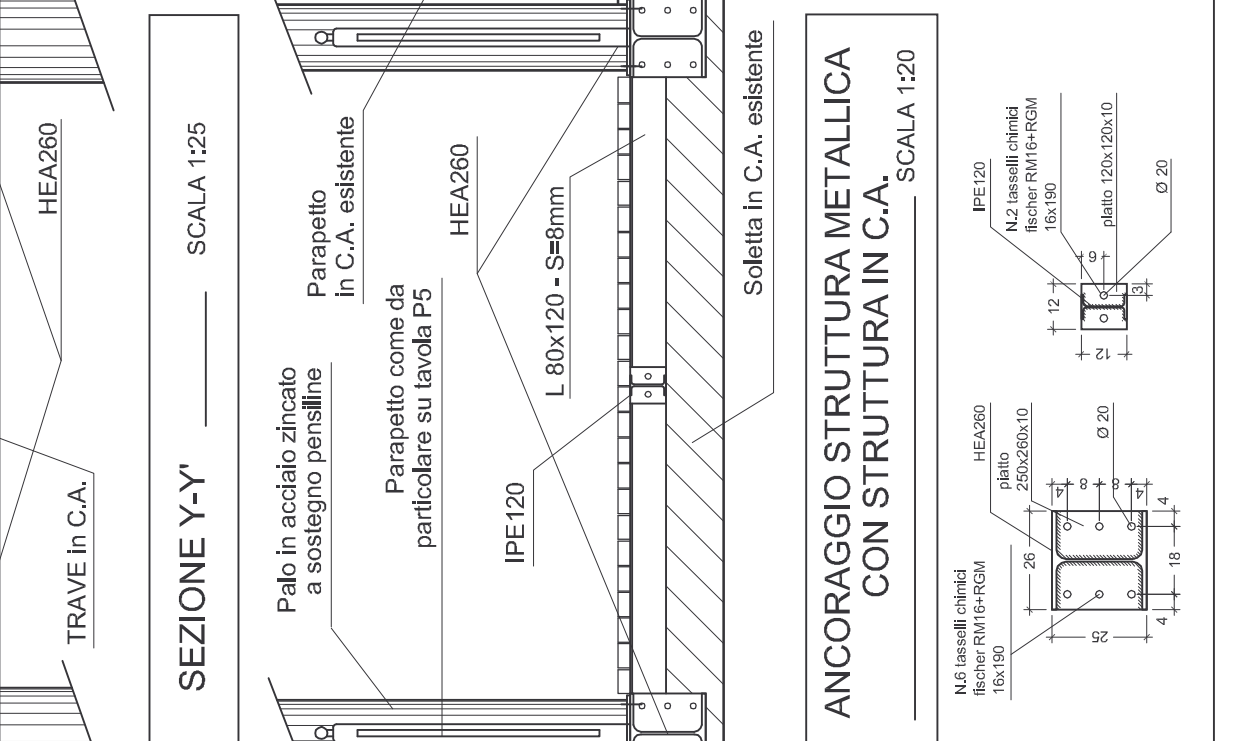 HEA260
TRAVE in C.A.
SEZIONE Y-Y'
SCALA 1:25
Palo in acciaio zincato
a sostegno pensiline
Parapetto
in C.A. esistente
Parapetto come da
particolare su tavola P5
HEA260
IPE120
L 80x120 - S=8mm
Soletta in C.A. esistente
ANCORAGGIO STRUTTURA METALLICA
CON STRUTTURA IN C.A.
SCALA 1:20
N.6 tasselli chimici
fischer RM16+RGM
16x190
HEA260
piatto
250x260x10
Ø 20
26
25
4
8
8
4
4
18
4
IPE120
N.2 tasselli chimici
fischer RM16+RGM
16x190
piatto 120x120x10
Ø 20
12
12
6
3